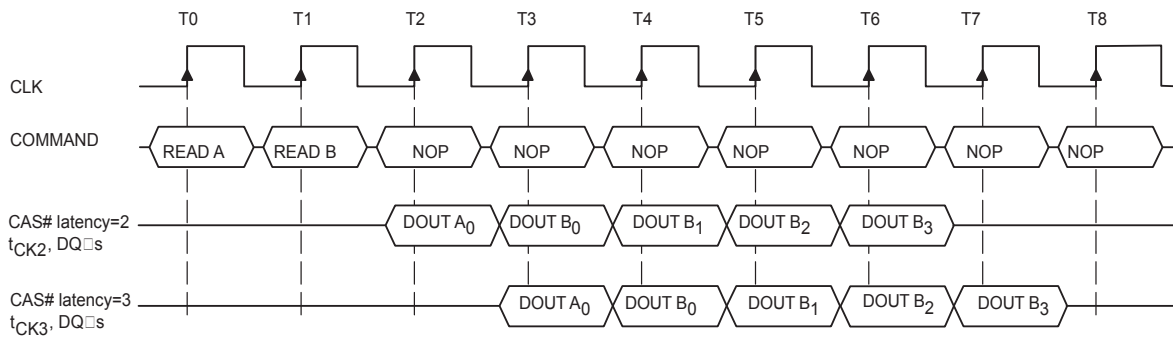 T0 T1 T2 T3 T4 T5 T6 T7 T8
CLK
COMMAND READ A READ B NOP NOP NOP NOP NOP NOP NOP
CAS# latency=2 DOUT A0 DOUT B0 DOUT B1 DOUT B2 DOUT B3
tCK2, DQ□s
CAS# latency=3 DOUT A0 DOUT B0 DOUT B1 DOUT B2 DOUT B3
tCK3, DQ□s